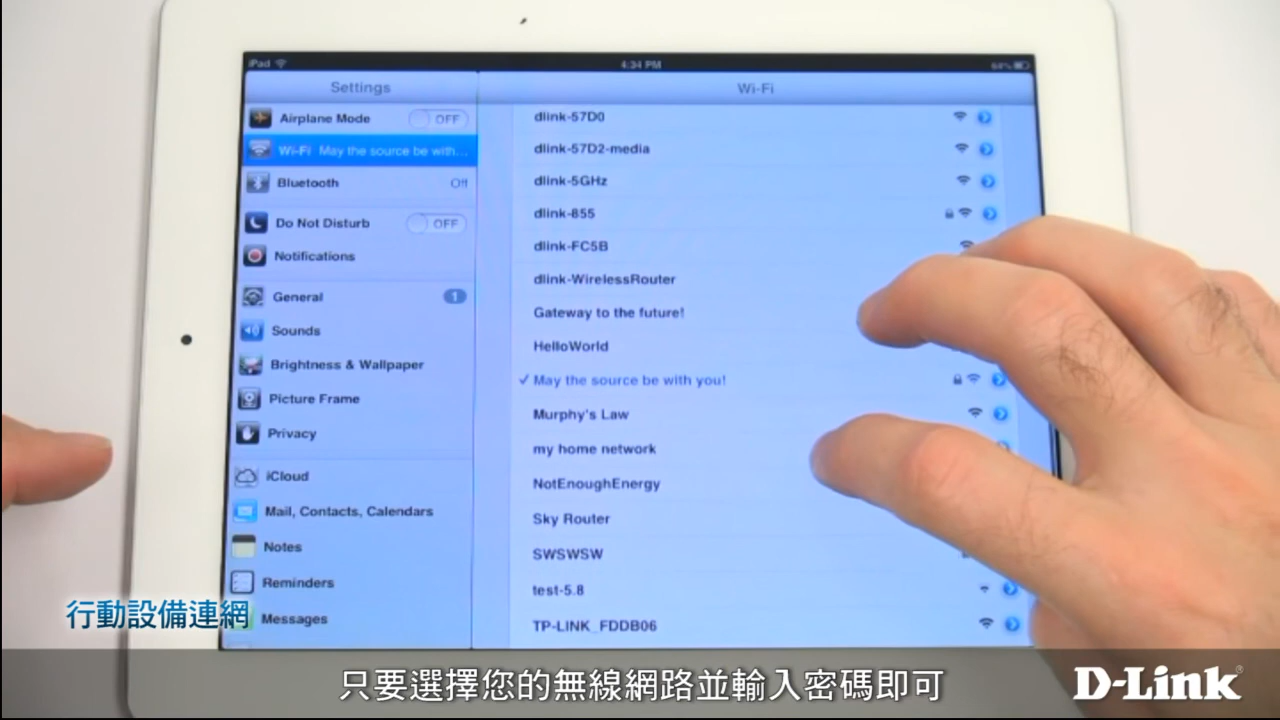 iPad
4:34 PM
Settings
Wi-Fi
Airplane Mode OFF
Wi-Fi May the source be with...
Bluetooth Off
Do Not Disturb OFF
Notifications
General 1
Sounds
Brightness & Wallpaper
Picture Frame
Privacy
iCloud
Mail, Contacts, Calendars
Notes
Reminders
Messages
dlink-57D0
dlink-57D2-media
dlink-5GHz
dlink-855
dlink-FC5B
dlink-WirelessRouter
Gateway to the future!
HelloWorld
✓ May the source be with you!
Murphy's Law
my home network
NotEnoughEnergy
Sky Router
SWSWSW
test-5.8
TP-LINK_FDDB06
行動設備連網
只要選擇您的無線網路並輸入密碼即可
D-Link®